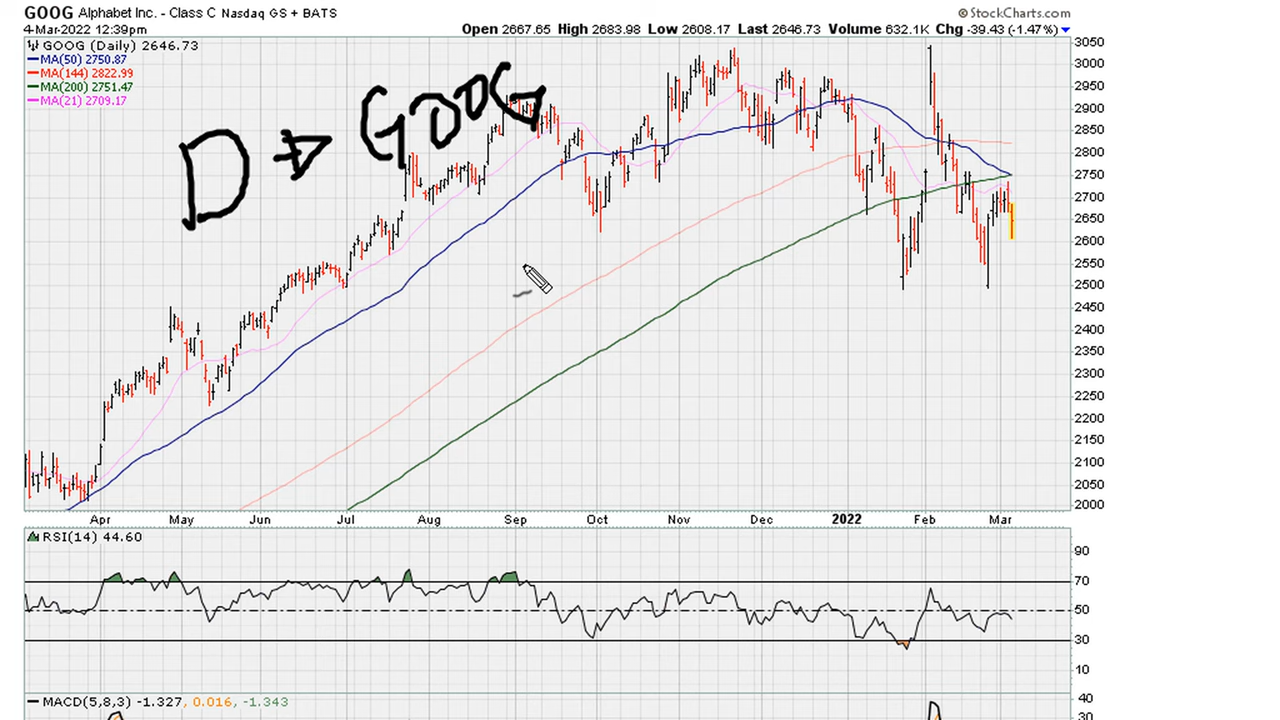 GOOG Alphabet Inc. - Class C Nasdaq GS + BATS © StockCharts.com
4-Mar-2022 12:39pm Open 2667.65 High 2683.98 Low 2608.17 Last 2646.73 Volume 632.1K Chg -39.43 (-1.47%)
GOOG (Daily) 2646.73
MA(50) 2750.87
MA(144) 2822.99
MA(200) 2751.47
MA(21) 2709.17
D → GOOG
3050
3000
2950
2900
2850
2800
2750
2700
2650
2600
2550
2500
2450
2400
2350
2300
2250
2200
2150
2100
2050
2000
Apr May Jun Jul Aug Sep Oct Nov Dec 2022 Feb Mar
RSI(14) 44.60
90
70
50
30
10
MACD(5,8,3) -1.327, 0.016, -1.343
40
30